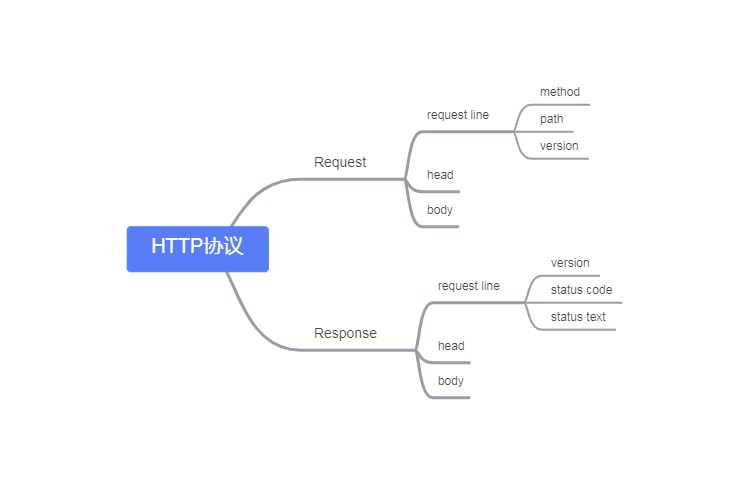 HTTP协议
Request
request line
method
path
version
head
body
Response
request line
version
status code
status text
head
body